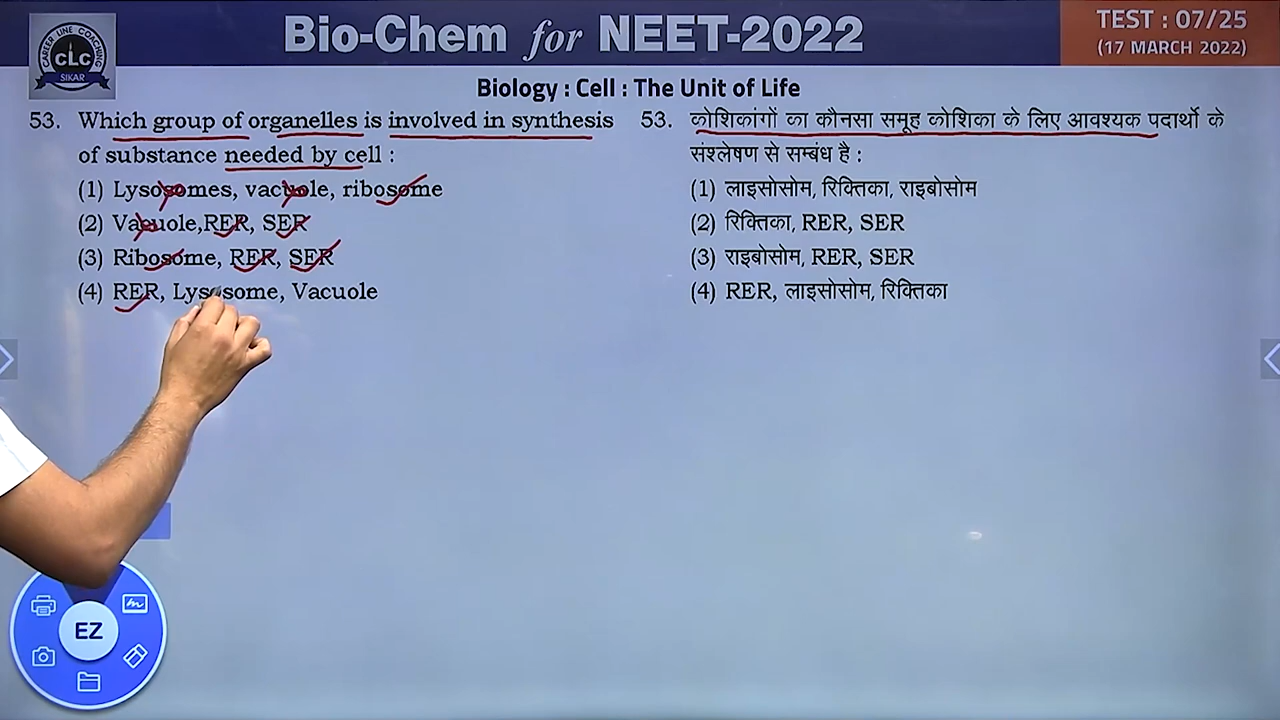 CAREER LINE COACHING
CLC
SIKAR
Bio-Chem for NEET-2022
TEST : 07/25
(17 MARCH 2022)
Biology : Cell : The Unit of Life
53. Which group of organelles is involved in synthesis
of substance needed by cell :
(1) Lysosomes, vacuole, ribosome
(2) Vacuole,RER, SER
(3) Ribosome, RER, SER
(4) RER, Lysosome, Vacuole
53. कोशिकांगों का कौनसा समूह कोशिका के लिए आवश्यक पदार्थो के
संश्लेषण से सम्बंध है :
(1) लाइसोसोम, रिक्तिका, राइबोसोम
(2) रिक्तिका, RER, SER
(3) राइबोसोम, RER, SER
(4) RER, लाइसोसोम, रिक्तिका
EZ